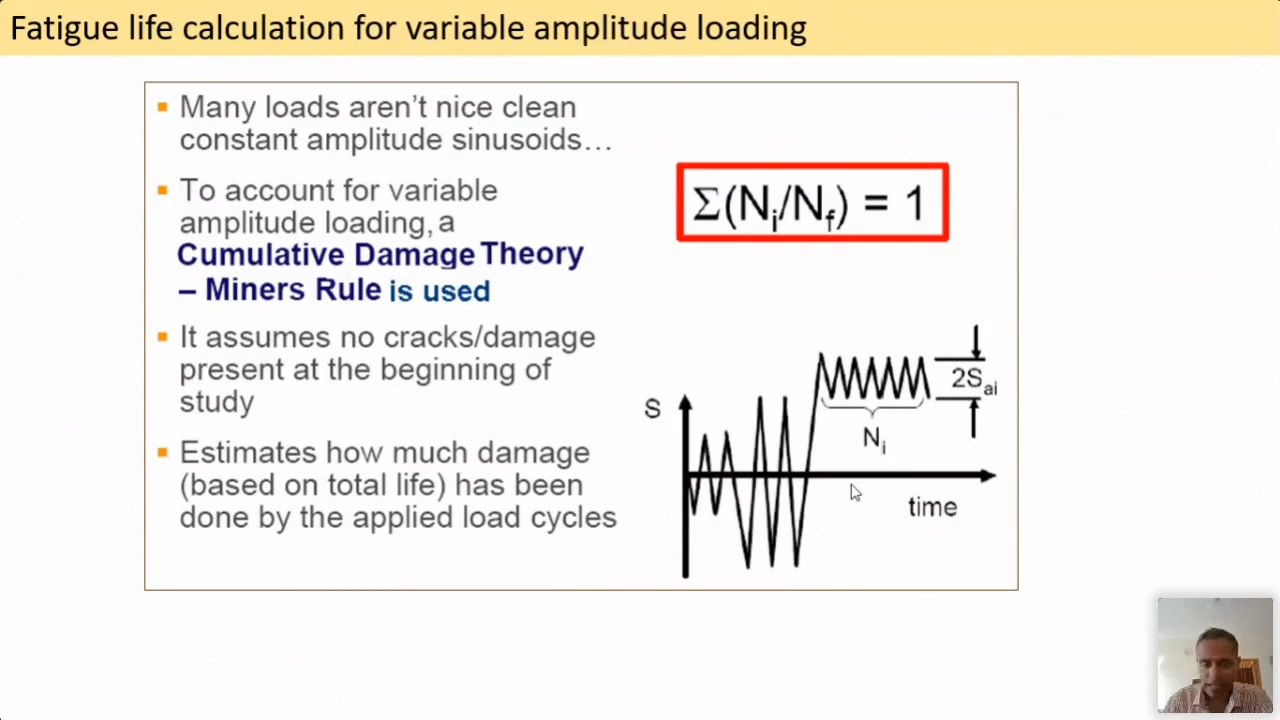 Fatigue life calculation for variable amplitude loading
▪ Many loads aren't nice clean
constant amplitude sinusoids…
▪ To account for variable
amplitude loading, a
Cumulative Damage Theory
– Miners Rule is used
▪ It assumes no cracks/damage
present at the beginning of
study
▪ Estimates how much damage
(based on total life) has been
done by the applied load cycles
Σ(Nᵢ/N_f) = 1
2S_ai
S
Nᵢ
time